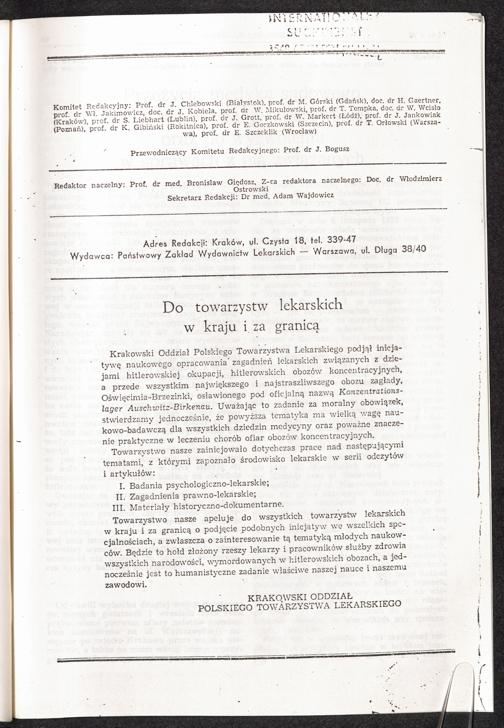 INTERNATIONALER
SUCHDIENST
Komitet Redakcyjny: Prof. dr J. Chlebowski (Białystok), prof. dr M. Górski (Gdańsk), doc. dr H. Gaertner,
prof. dr Wł. Jakimowicz, doc. dr J. Kobiela, prof. dr W. Mikułowski, prof. dr T. Tempka, doc. dr W. Weisło
(Kraków), prof. dr S. Liebhart (Lublin), prof. dr J. Grott, prof. dr W. Markert (Łódź), prof. dr J. Jankowiak
(Poznań), prof. dr K. Gibiński (Rokitnica), prof. dr E. Gorzkowski (Szczecin), prof. dr T. Orłowski (Warsza-
wa), prof. dr E. Szczeklik (Wrocław)
Przewodniczący Komitetu Redakcyjnego: Prof. dr J. Bogusz
Redaktor naczelny: Prof. dr med. Bronisław Giędosz, Z-ca redaktora naczelnego: Doc. dr Włodzimierz
Ostrowski
Sekretarz Redakcji: Dr med. Adam Wajdowicz
Adres Redakcji: Kraków, ul. Czysta 18, tel. 339-47
Wydawca: Państwowy Zakład Wydawnictw Lekarskich — Warszawa, ul. Długa 38/40
Do towarzystw lekarskich
w kraju i za granicą
Krakowski Oddział Polskiego Towarzystwa Lekarskiego podjął inicja-
tywę naukowego opracowania zagadnień lekarskich związanych z dzie-
jami hitlerowskiej okupacji, hitlerowskich obozów koncentracyjnych,
a przede wszystkim największego i najstraszliwszego obozu zagłady,
Oświęcimia-Brzezinki, osławionego pod oficjalną nazwą Konzentrations-
lager Auschwitz-Birkenau. Uważając to zadanie za moralny obowiązek,
stwierdzamy jednocześnie, że powyższa tematyka ma wielką wagę nau-
kowo-badawczą dla wszystkich dziedzin medycyny oraz poważne znacze-
nie praktyczne w leczeniu chorób ofiar obozów koncentracyjnych.
Towarzystwo nasze zainicjowało dotychczas prace nad następującymi
tematami, z którymi zapoznało środowisko lekarskie w serii odczytów
i artykułów:
I. Badania psychologiczno-lekarskie;
II. Zagadnienia prawno-lekarskie;
III. Materiały historyczno-dokumentarne.
Towarzystwo nasze apeluje do wszystkich towarzystw lekarskich
w kraju i za granicą o podjęcie podobnych inicjatyw we wszelkich spe-
cjalnościach, a zwłaszcza o zainteresowanie tą tematyką młodych naukow-
ców. Będzie to hołd złożony rzeszy lekarzy i pracowników służby zdrowia
wszystkich narodowości, wymordowanych w hitlerowskich obozach, a jed-
nocześnie jest to humanistyczne zadanie właściwe naszej nauce i naszemu
zawodowi.
KRAKOWSKI ODDZIAŁ
POLSKIEGO TOWARZYSTWA LEKARSKIEGO